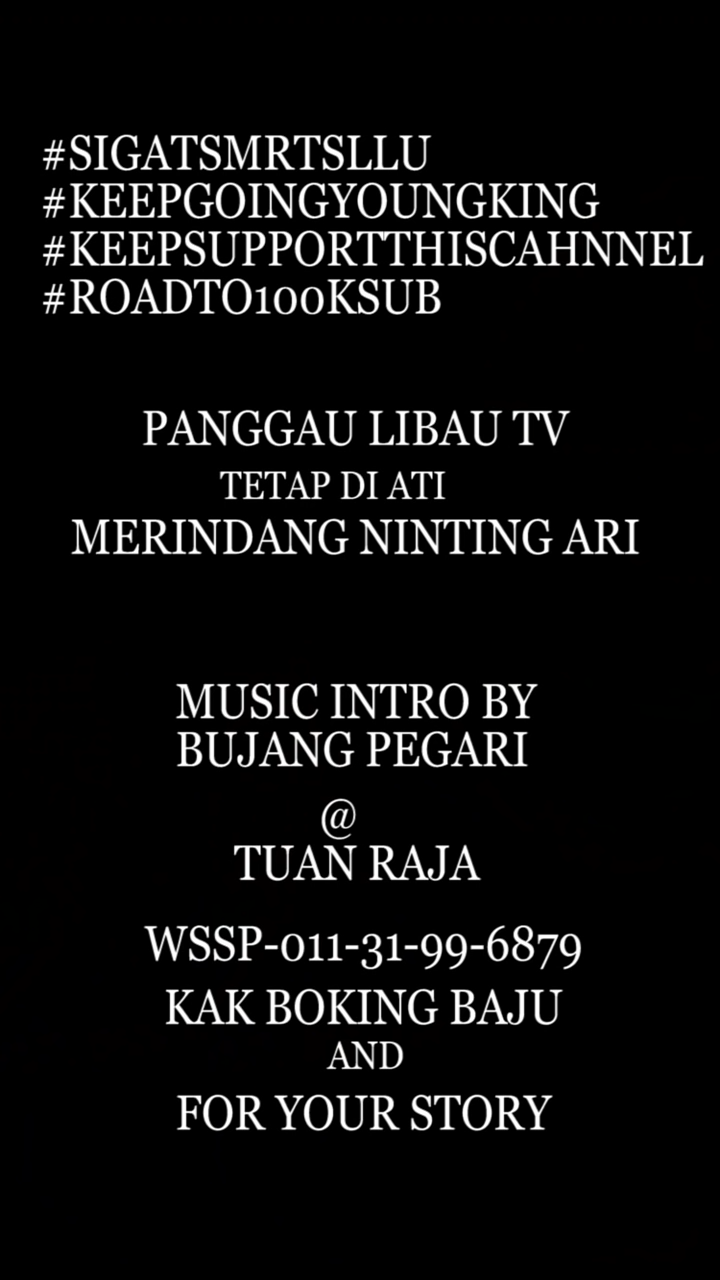 #SIGATSMRTSLLU
#KEEPGOINGYOUNGKING
#KEEPSUPPORTTHISCAHNNEL
#ROADTO100KSUB
PANGGAU LIBAU TV
TETAP DI ATI
MERINDANG NINTING ARI
MUSIC INTRO BY
BUJANG PEGARI
@
TUAN RAJA
WSSP-011-31-99-6879
KAK BOKING BAJU
AND
FOR YOUR STORY